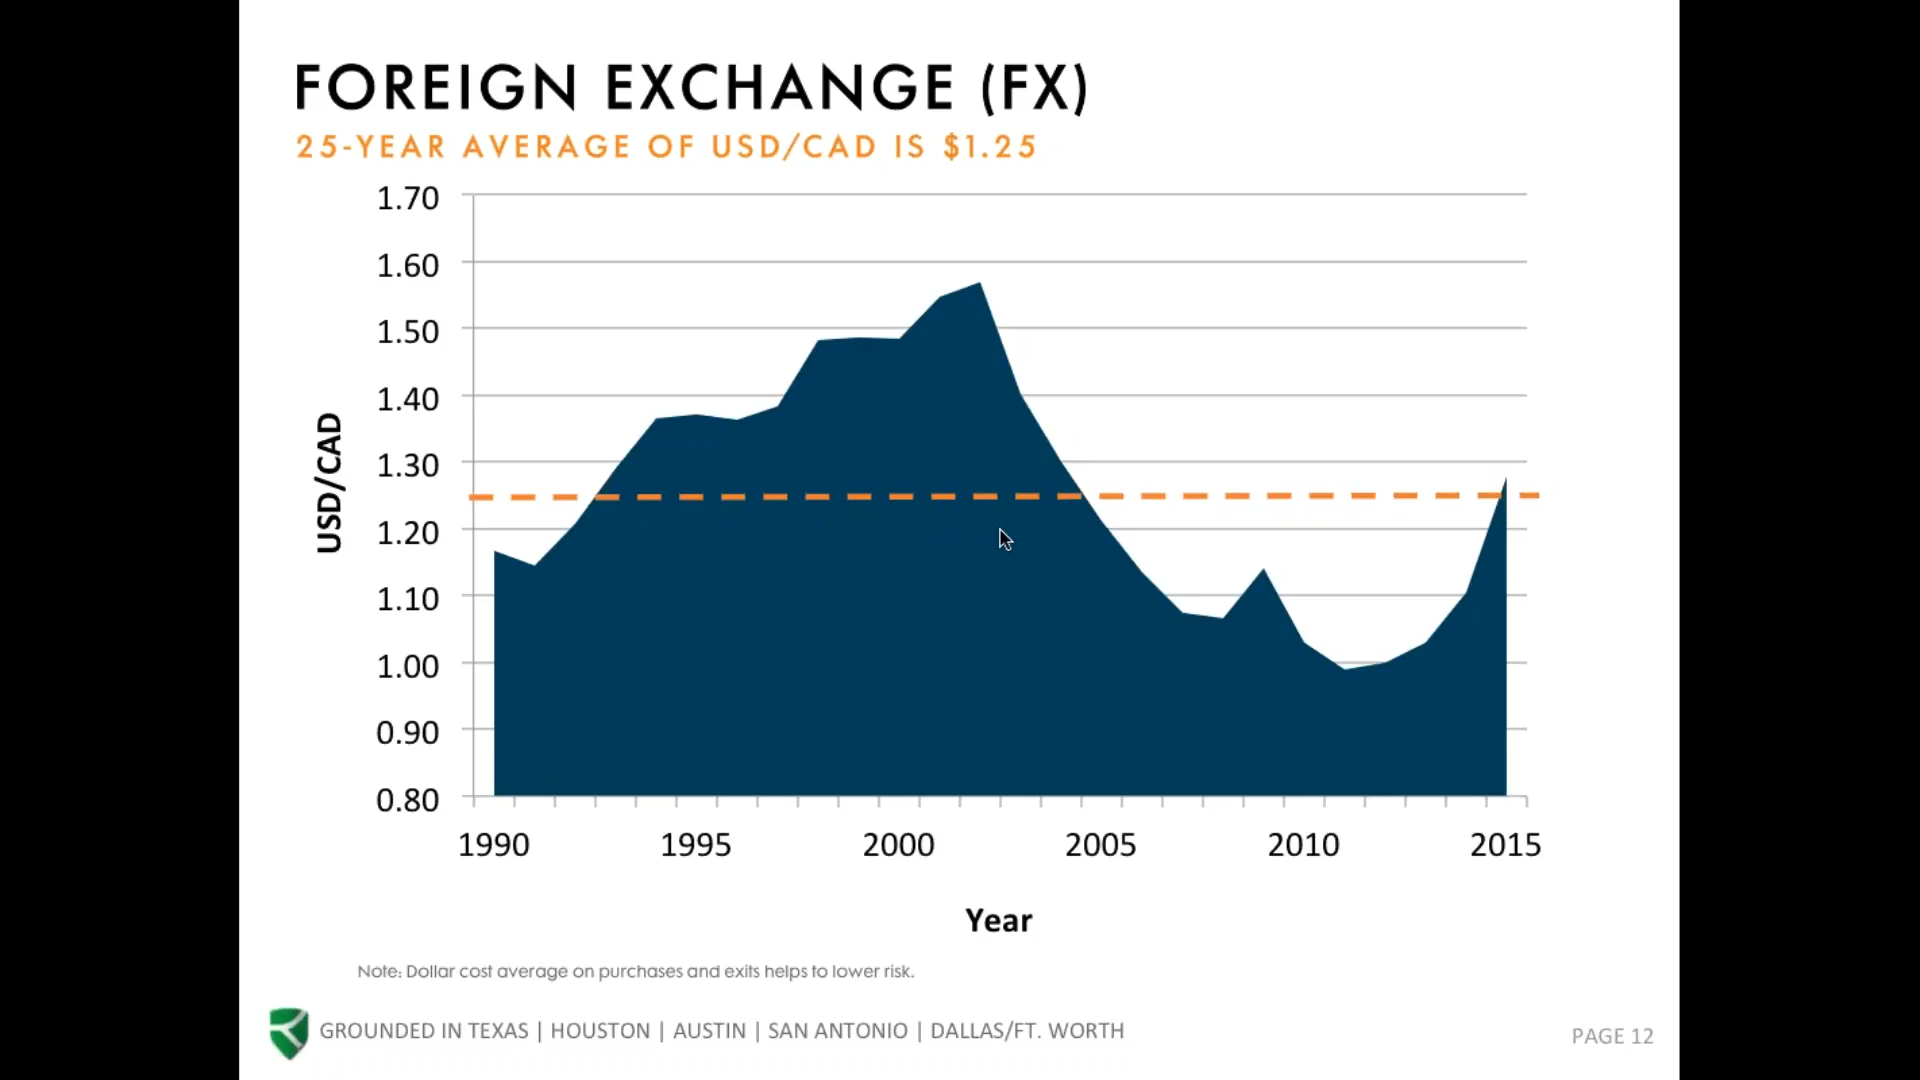 FOREIGN EXCHANGE (FX)
25-YEAR AVERAGE OF USD/CAD IS $1.25
1.70
1.60
1.50
1.40
1.30
1.20
1.10
1.00
0.90
0.80
USD/CAD
1990 1995 2000 2005 2010 2015
Year
Note: Dollar cost average on purchases and exits helps to lower risk.
GROUNDED IN TEXAS | HOUSTON | AUSTIN | SAN ANTONIO | DALLAS/FT. WORTH
PAGE 12